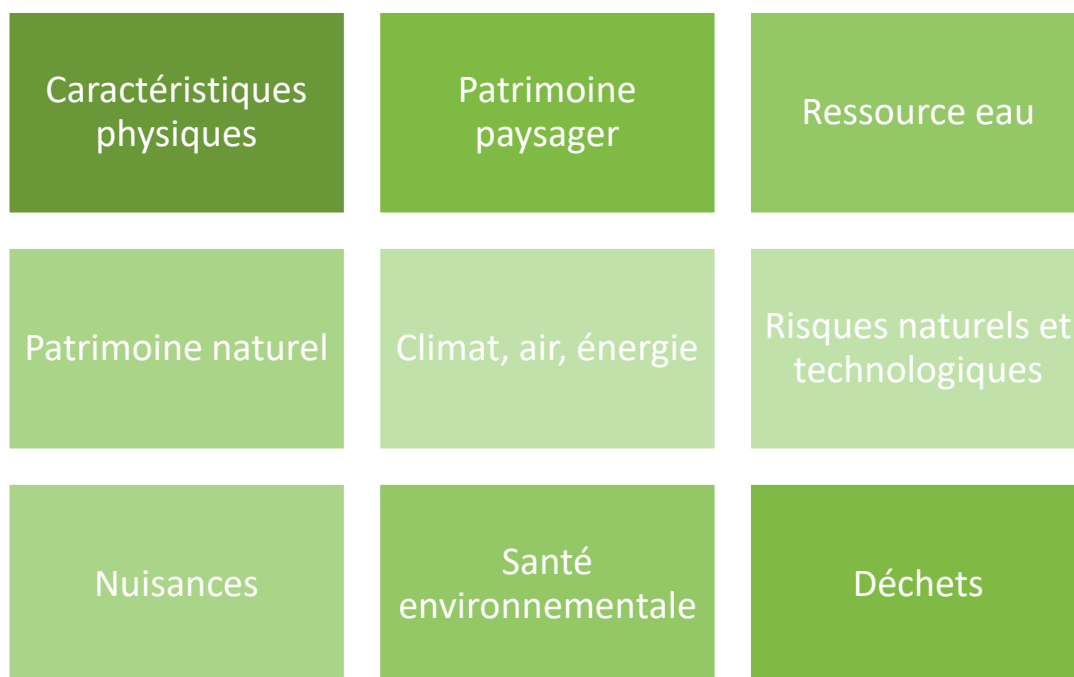 Caractéristiques
physiques
Patrimoine
paysager
Ressource eau
Patrimoine naturel
Climat, air, énergie
Risques naturels et
technologiques
Nuisances
Santé
environnementale
Déchets